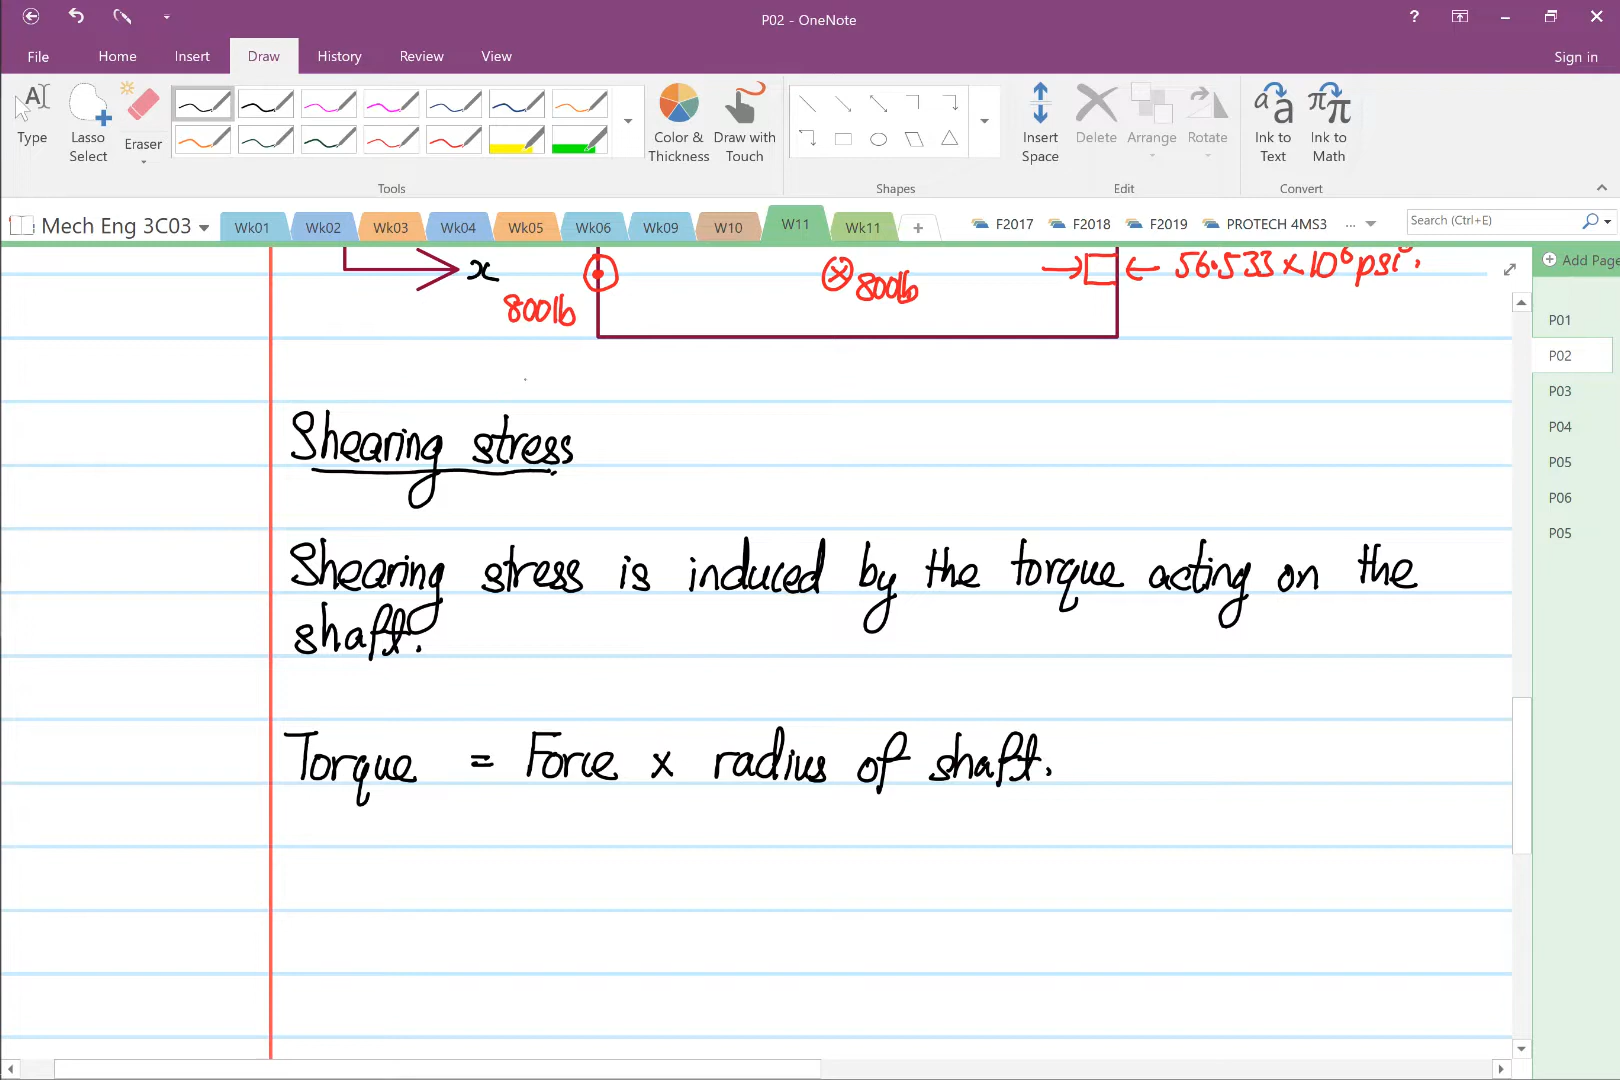 P02 - OneNote
?
File Home Insert Draw History Review View
Sign in
Type
Lasso Select
Eraser
Color & Thickness
Draw with Touch
Insert Space
Delete
Arrange
Rotate
Ink to Text
Ink to Math
Tools Shapes Edit Convert
Mech Eng 3C03 Wk01 Wk02 Wk03 Wk04 Wk05 Wk06 Wk09 W10 W11 Wk11 + F2017 F2018 F2019 PROTECH 4MS3 ... Search (Ctrl+E)
Add Page
P01
P02
P03
P04
P05
P06
P05
x
800lb
800lb
56.533 x 10⁶ psi.
Shearing stress
Shearing stress is induced by the torque acting on the
shaft.
Torque = Force x radius of shaft.